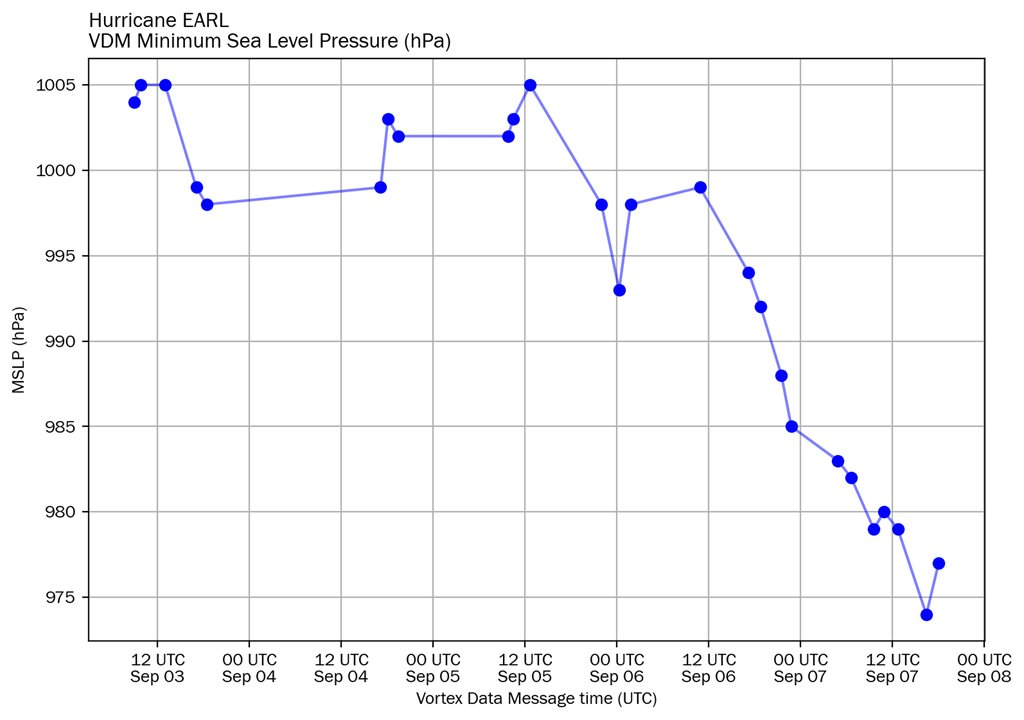 Hurricane EARL
VDM Minimum Sea Level Pressure (hPa)
1005
1000
995
990
985
980
975
MSLP (hPa)
12 UTC
Sep 03
00 UTC
Sep 04
12 UTC
Sep 04
00 UTC
Sep 05
12 UTC
Sep 05
00 UTC
Sep 06
12 UTC
Sep 06
00 UTC
Sep 07
12 UTC
Sep 07
00 UTC
Sep 08
Vortex Data Message time (UTC)